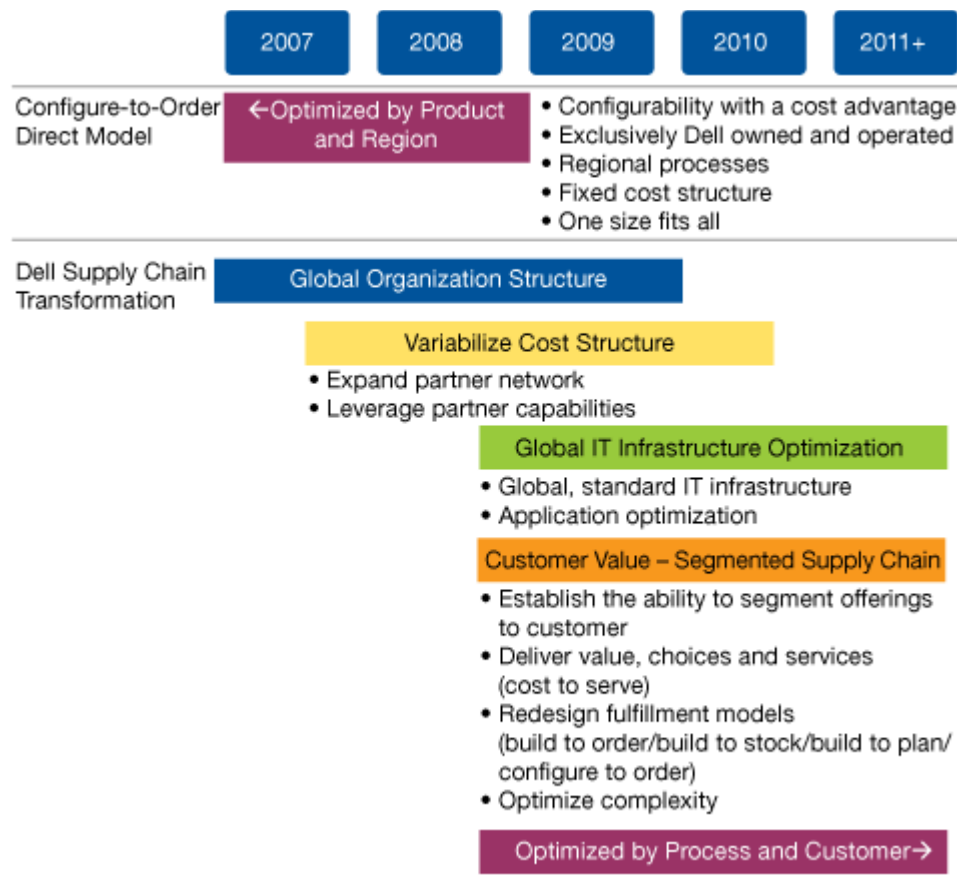 2007 2008 2009 2010 2011+
Configure-to-Order
Direct Model
←Optimized by Product
and Region
• Configurability with a cost advantage
• Exclusively Dell owned and operated
• Regional processes
• Fixed cost structure
• One size fits all
Dell Supply Chain
Transformation
Global Organization Structure
Variabilize Cost Structure
• Expand partner network
• Leverage partner capabilities
Global IT Infrastructure Optimization
• Global, standard IT infrastructure
• Application optimization
Customer Value – Segmented Supply Chain
• Establish the ability to segment offerings
to customer
• Deliver value, choices and services
(cost to serve)
• Redesign fulfillment models
(build to order/build to stock/build to plan/
configure to order)
• Optimize complexity
Optimized by Process and Customer→